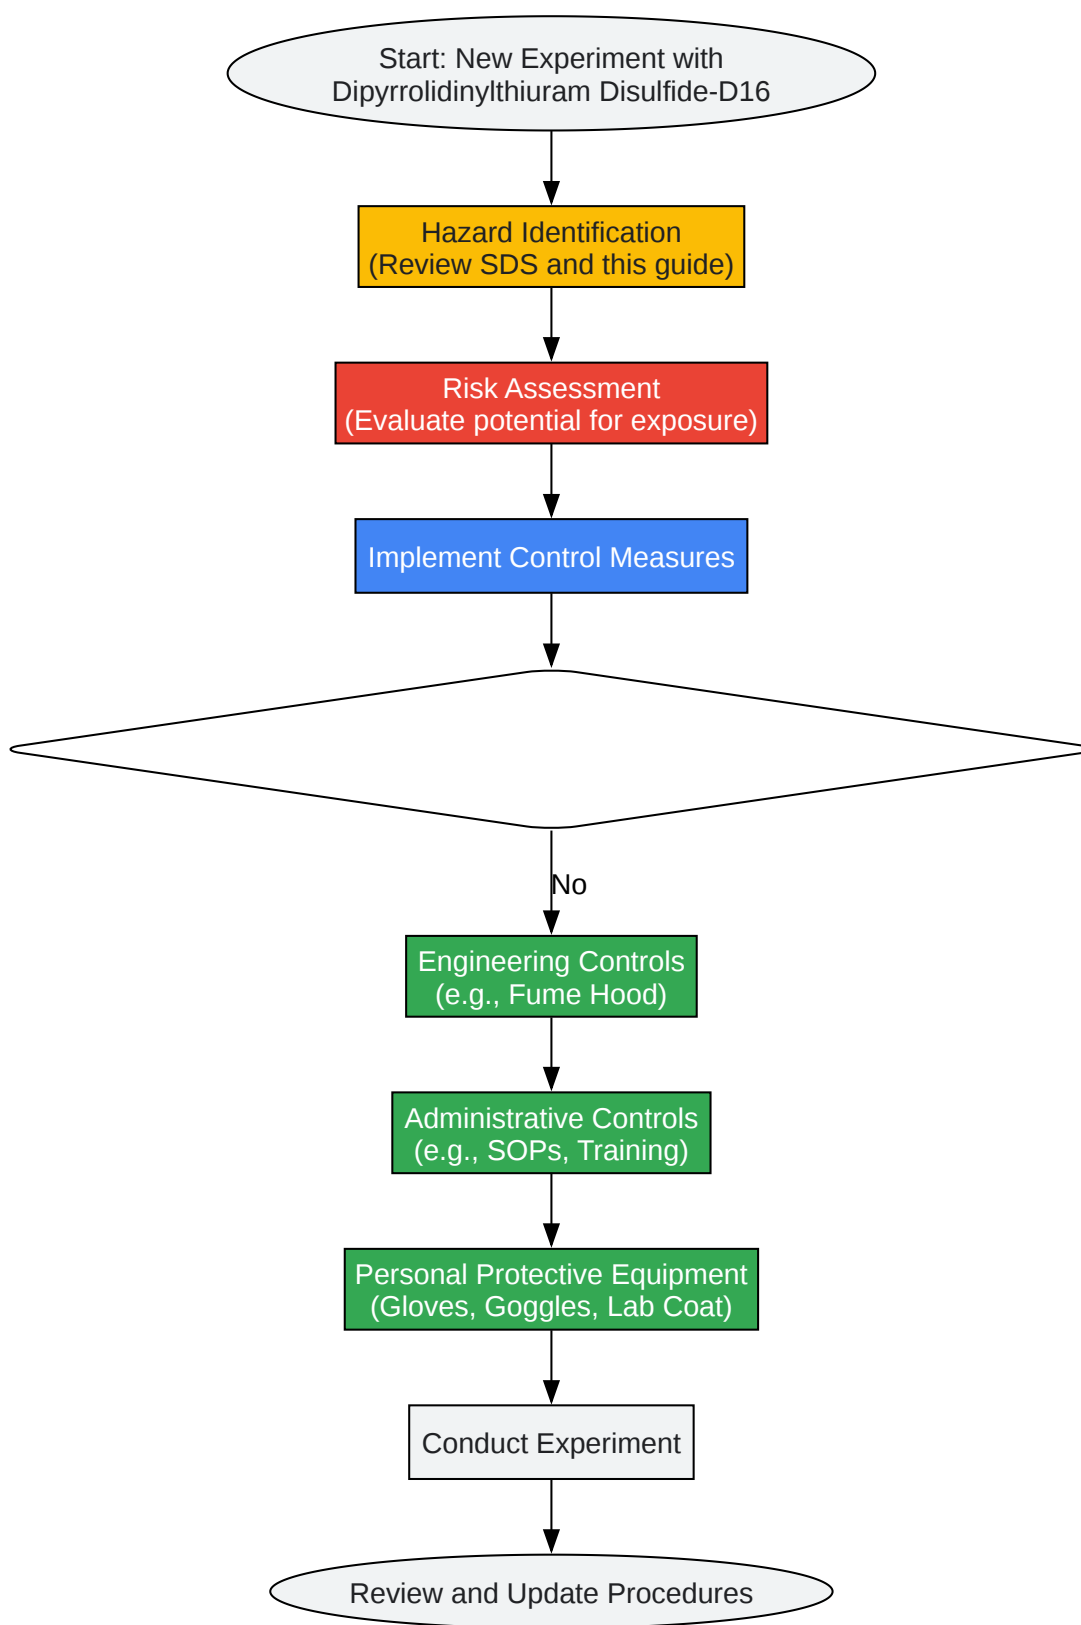 Start: New Experiment with
Dipyrrolidinylthiuram Disulfide-D16
Hazard Identification
(Review SDS and this guide)
Risk Assessment
(Evaluate potential for exposure)
Implement Control Measures
No
Engineering Controls
(e.g., Fume Hood)
Administrative Controls
(e.g., SOPs, Training)
Personal Protective Equipment
(Gloves, Goggles, Lab Coat)
Conduct Experiment
Review and Update Procedures